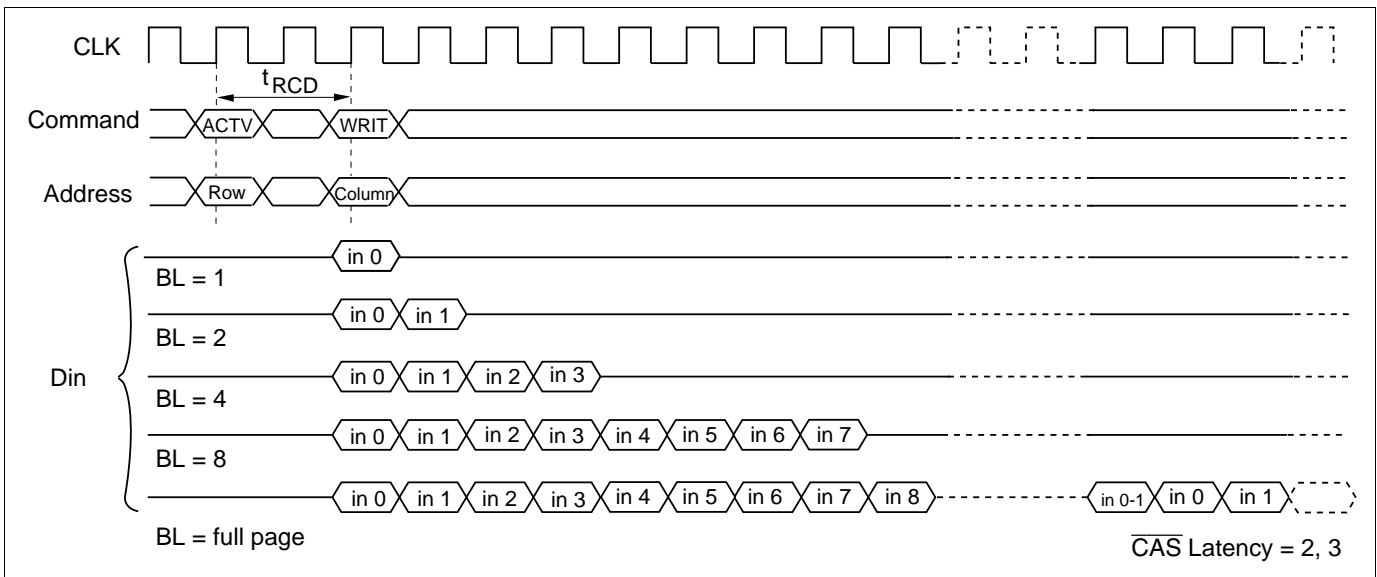 CLK
tRCD
Command ACTV WRIT
Address Row Column
in 0
BL = 1
in 0 in 1
BL = 2
Din
in 0 in 1 in 2 in 3
BL = 4
in 0 in 1 in 2 in 3 in 4 in 5 in 6 in 7
BL = 8
in 0 in 1 in 2 in 3 in 4 in 5 in 6 in 7 in 8 in 0-1 in 0 in 1
BL = full page
C̅A̅S̅ Latency = 2, 3